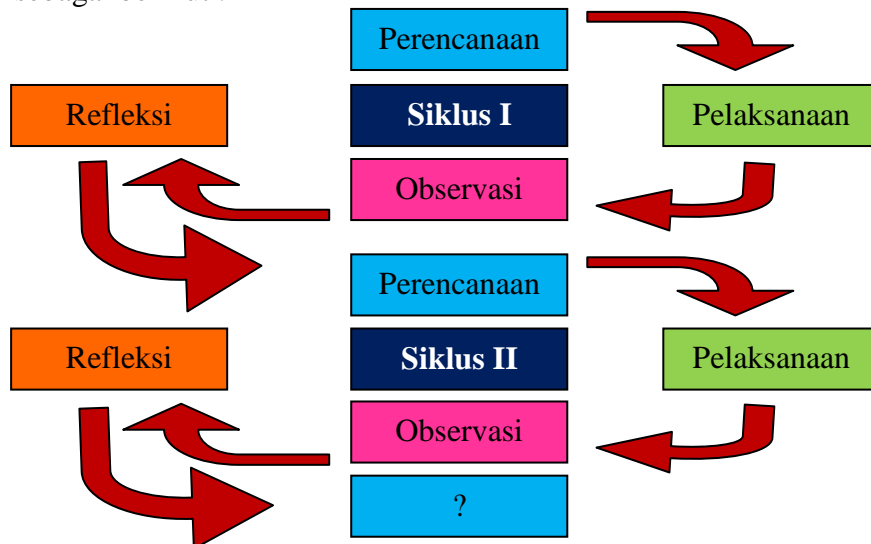 Perencanaan
Refleksi
Siklus I
Pelaksanaan
Observasi
Perencanaan
Refleksi
Siklus II
Pelaksanaan
Observasi
?